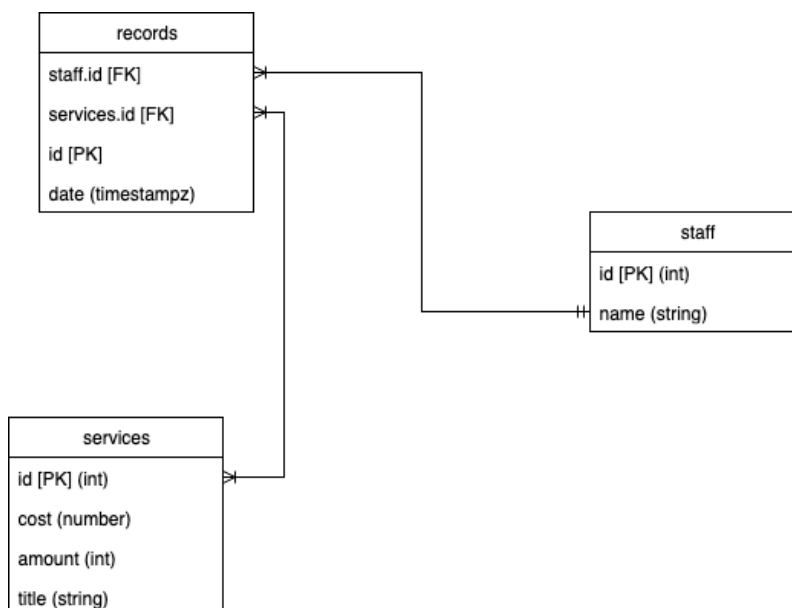 records
staff.id [FK]
services.id [FK]
id [PK]
date (timestampz)
staff
id [PK] (int)
name (string)
services
id [PK] (int)
cost (number)
amount (int)
title (string)